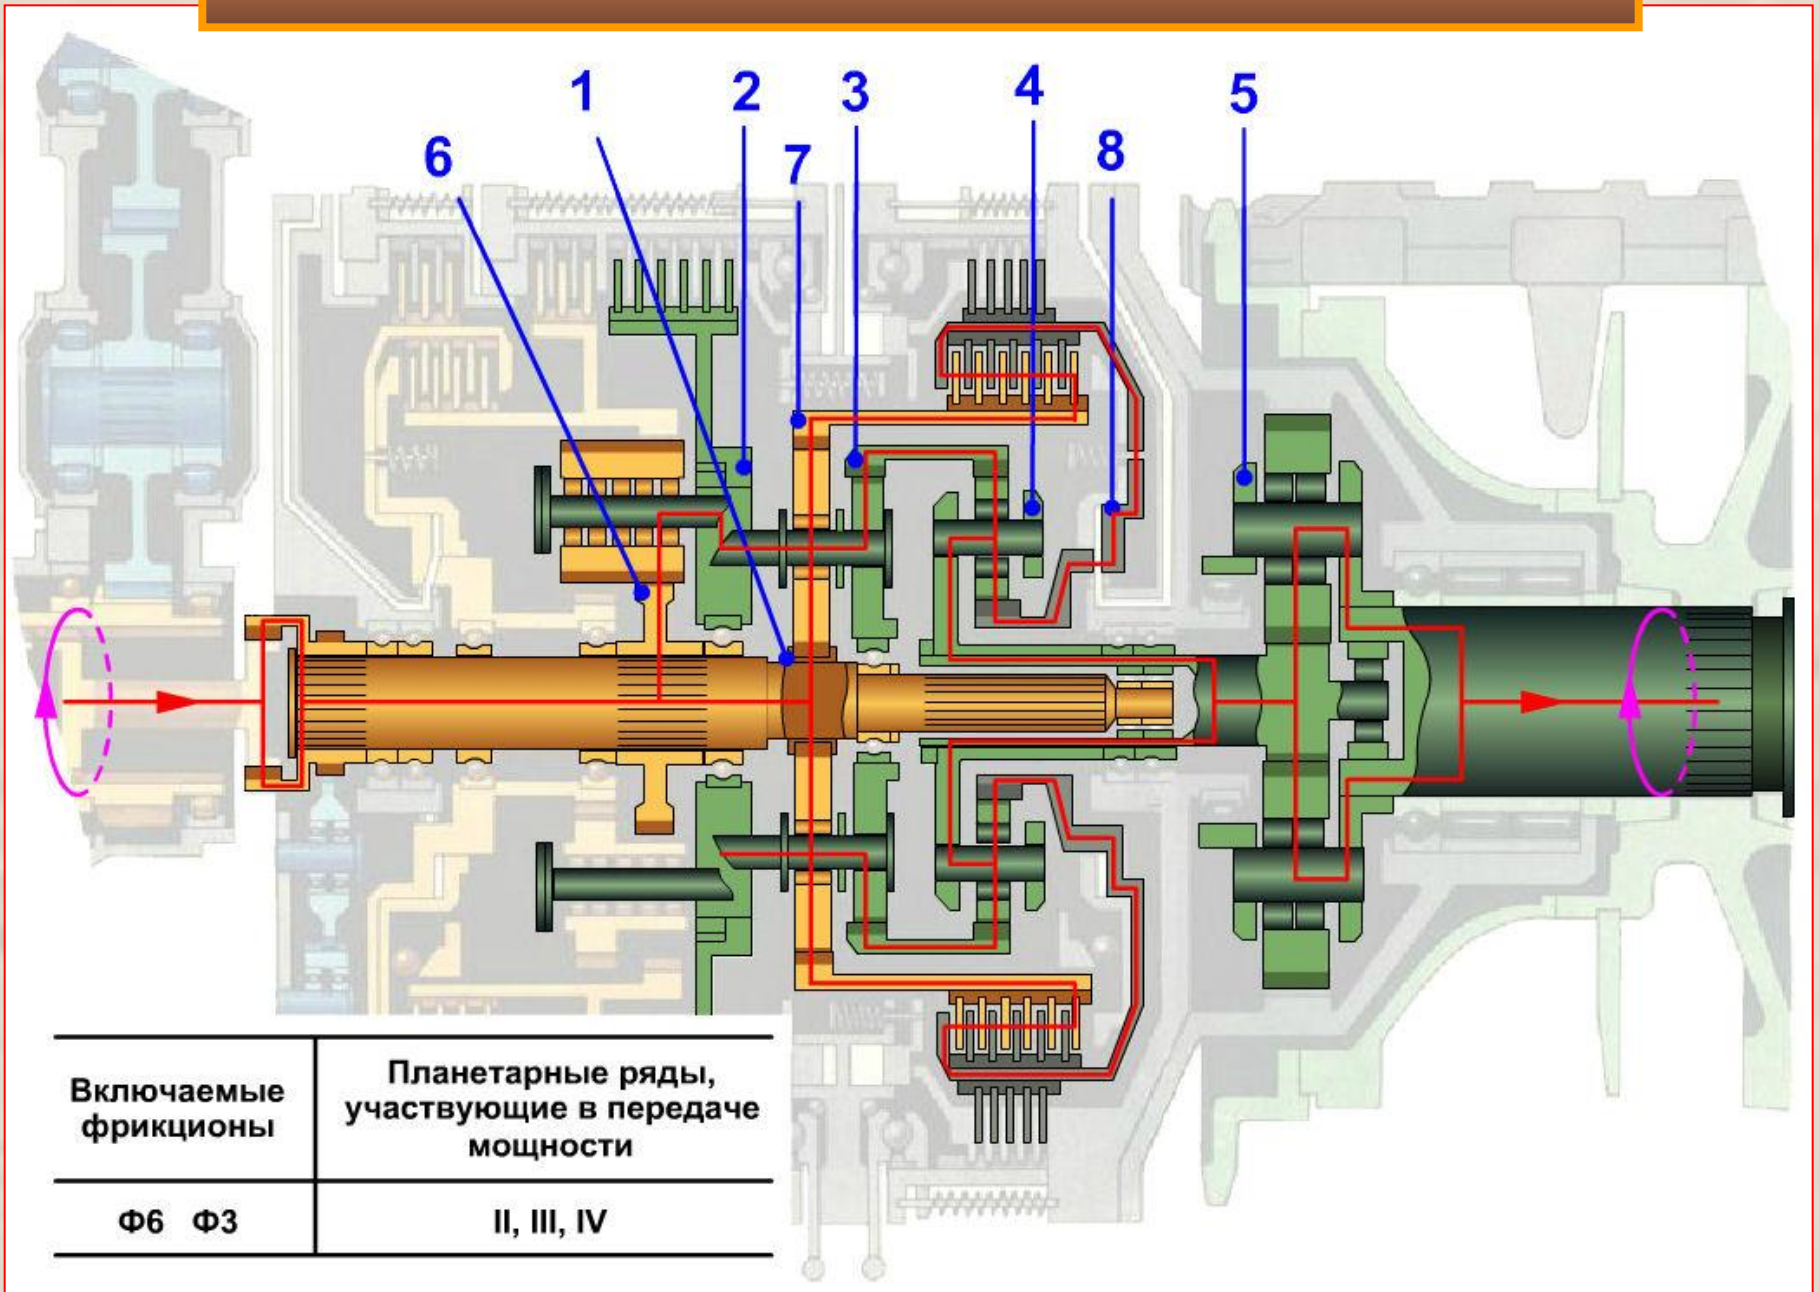 1
2
3
4
5
6
7
8
Включаемые
фрикционы
Планетарные ряды,
участвующие в передаче
мощности
Ф6 Ф3
II, III, IV